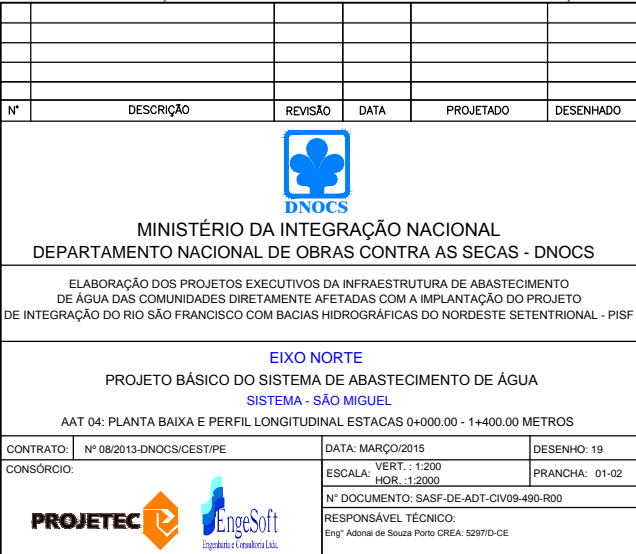 N° DESCRIÇÃO REVISÃO DATA PROJETADO DESENHADO
DNOCS
MINISTÉRIO DA INTEGRAÇÃO NACIONAL
DEPARTAMENTO NACIONAL DE OBRAS CONTRA AS SECAS - DNOCS
ELABORAÇÃO DOS PROJETOS EXECUTIVOS DA INFRAESTRUTURA DE ABASTECIMENTO
DE ÁGUA DAS COMUNIDADES DIRETAMENTE AFETADAS COM A IMPLANTAÇÃO DO PROJETO
DE INTEGRAÇÃO DO RIO SÃO FRANCISCO COM BACIAS HIDROGRÁFICAS DO NORDESTE SETENTRIONAL - PISF
EIXO NORTE
PROJETO BÁSICO DO SISTEMA DE ABASTECIMENTO DE ÁGUA
SISTEMA - SÃO MIGUEL
AAT 04: PLANTA BAIXA E PERFIL LONGITUDINAL ESTACAS 0+000.00 - 1+400.00 METROS
CONTRATO: Nº 08/2013-DNOCS/CEST/PE DATA: MARÇO/2015 DESENHO: 19
CONSÓRCIO:
ESCALA: VERT. : 1:200
HOR. :1:2000
PRANCHA: 01-02
N° DOCUMENTO: SASF-DE-ADT-CIV09-490-R00
PROJETEC
EngeSoft
Engenharia e Consultoria Ltda.
RESPONSÁVEL TÉCNICO:
Eng° Adonai de Souza Porto CREA: 5297/D-CE